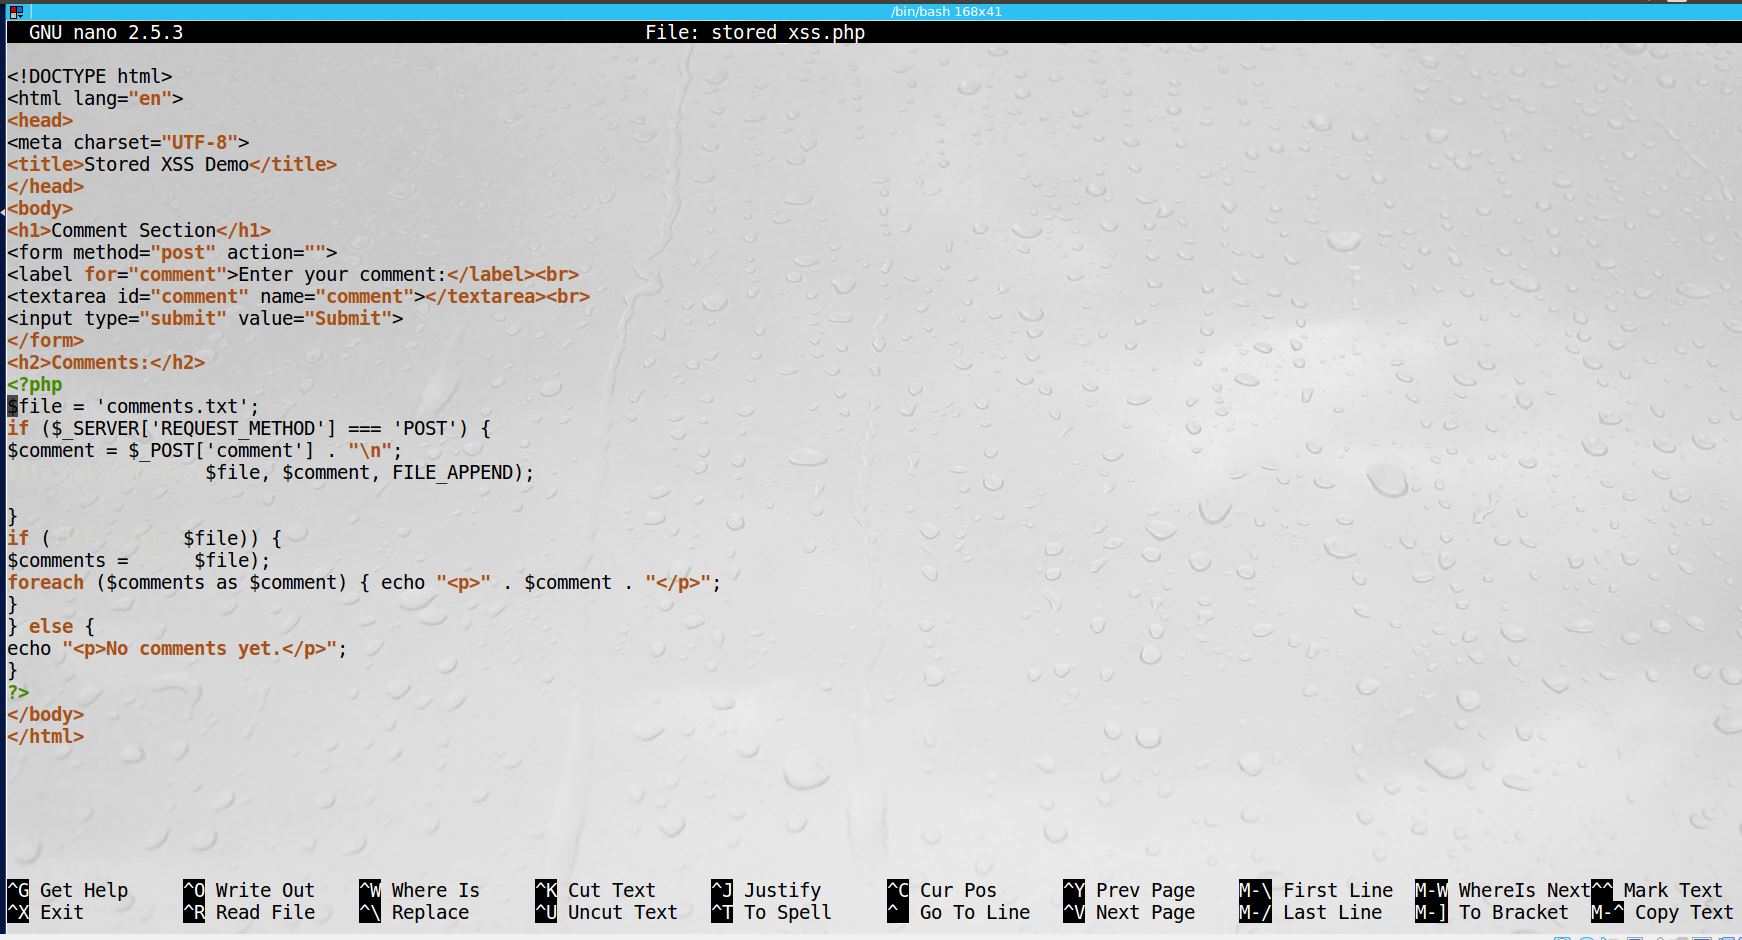 /bin/bash 168x41
GNU nano 2.5.3 File: stored_xss.php
<!DOCTYPE html>
<html lang="en">
<head>
<meta charset="UTF-8">
<title>Stored XSS Demo</title>
</head>
<body>
<h1>Comment Section</h1>
<form method="post" action="">
<label for="comment">Enter your comment:</label><br>
<textarea id="comment" name="comment"></textarea><br>
<input type="submit" value="Submit">
</form>
<h2>Comments:</h2>
<?php
$file = 'comments.txt';
if ($_SERVER['REQUEST_METHOD'] === 'POST') {
$comment = $_POST['comment'] . "\n";
$file, $comment, FILE_APPEND);
}
if ( $file)) {
$comments = $file);
foreach ($comments as $comment) { echo "<p>" . $comment . "</p>";
}
} else {
echo "<p>No comments yet.</p>";
}
?>
</body>
</html>
^G Get Help ^O Write Out ^W Where Is ^K Cut Text ^J Justify ^C Cur Pos ^Y Prev Page M-\ First Line M-W WhereIs Next ^^ Mark Text
^X Exit ^R Read File ^\ Replace ^U Uncut Text ^T To Spell ^ Go To Line ^V Next Page M-/ Last Line M-] To Bracket M-^ Copy Text